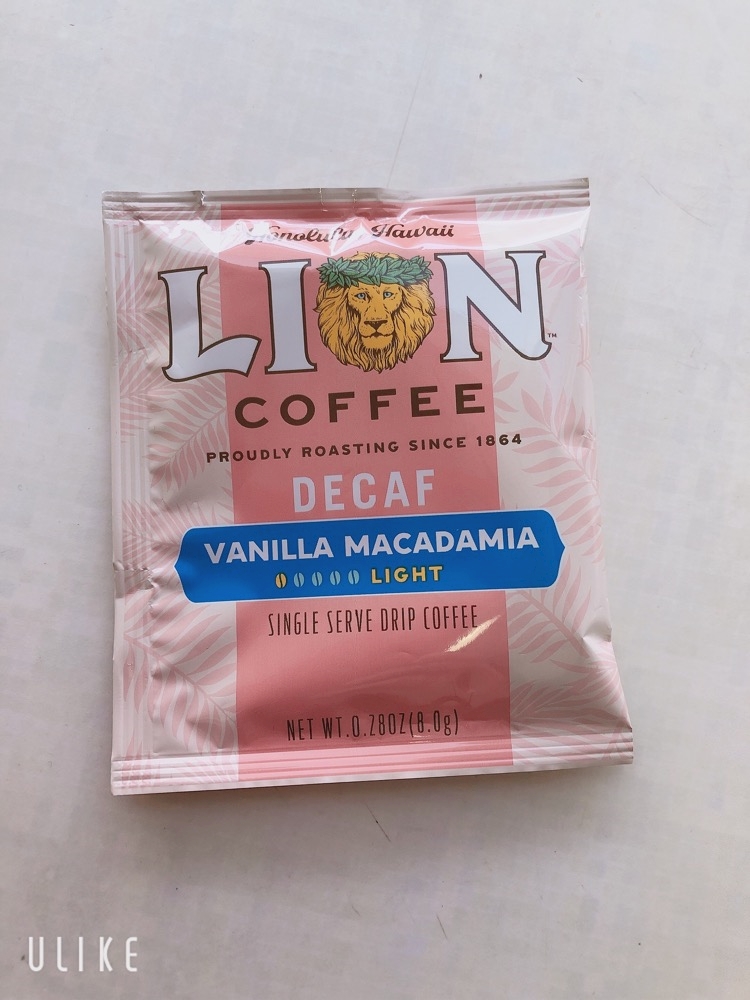 Honolulu, Hawaii
LION™
COFFEE
PROUDLY ROASTING SINCE 1864
DECAF
VANILLA MACADAMIA
LIGHT
SINGLE SERVE DRIP COFFEE
NET WT.0.28OZ(8.0g)
ULIKE